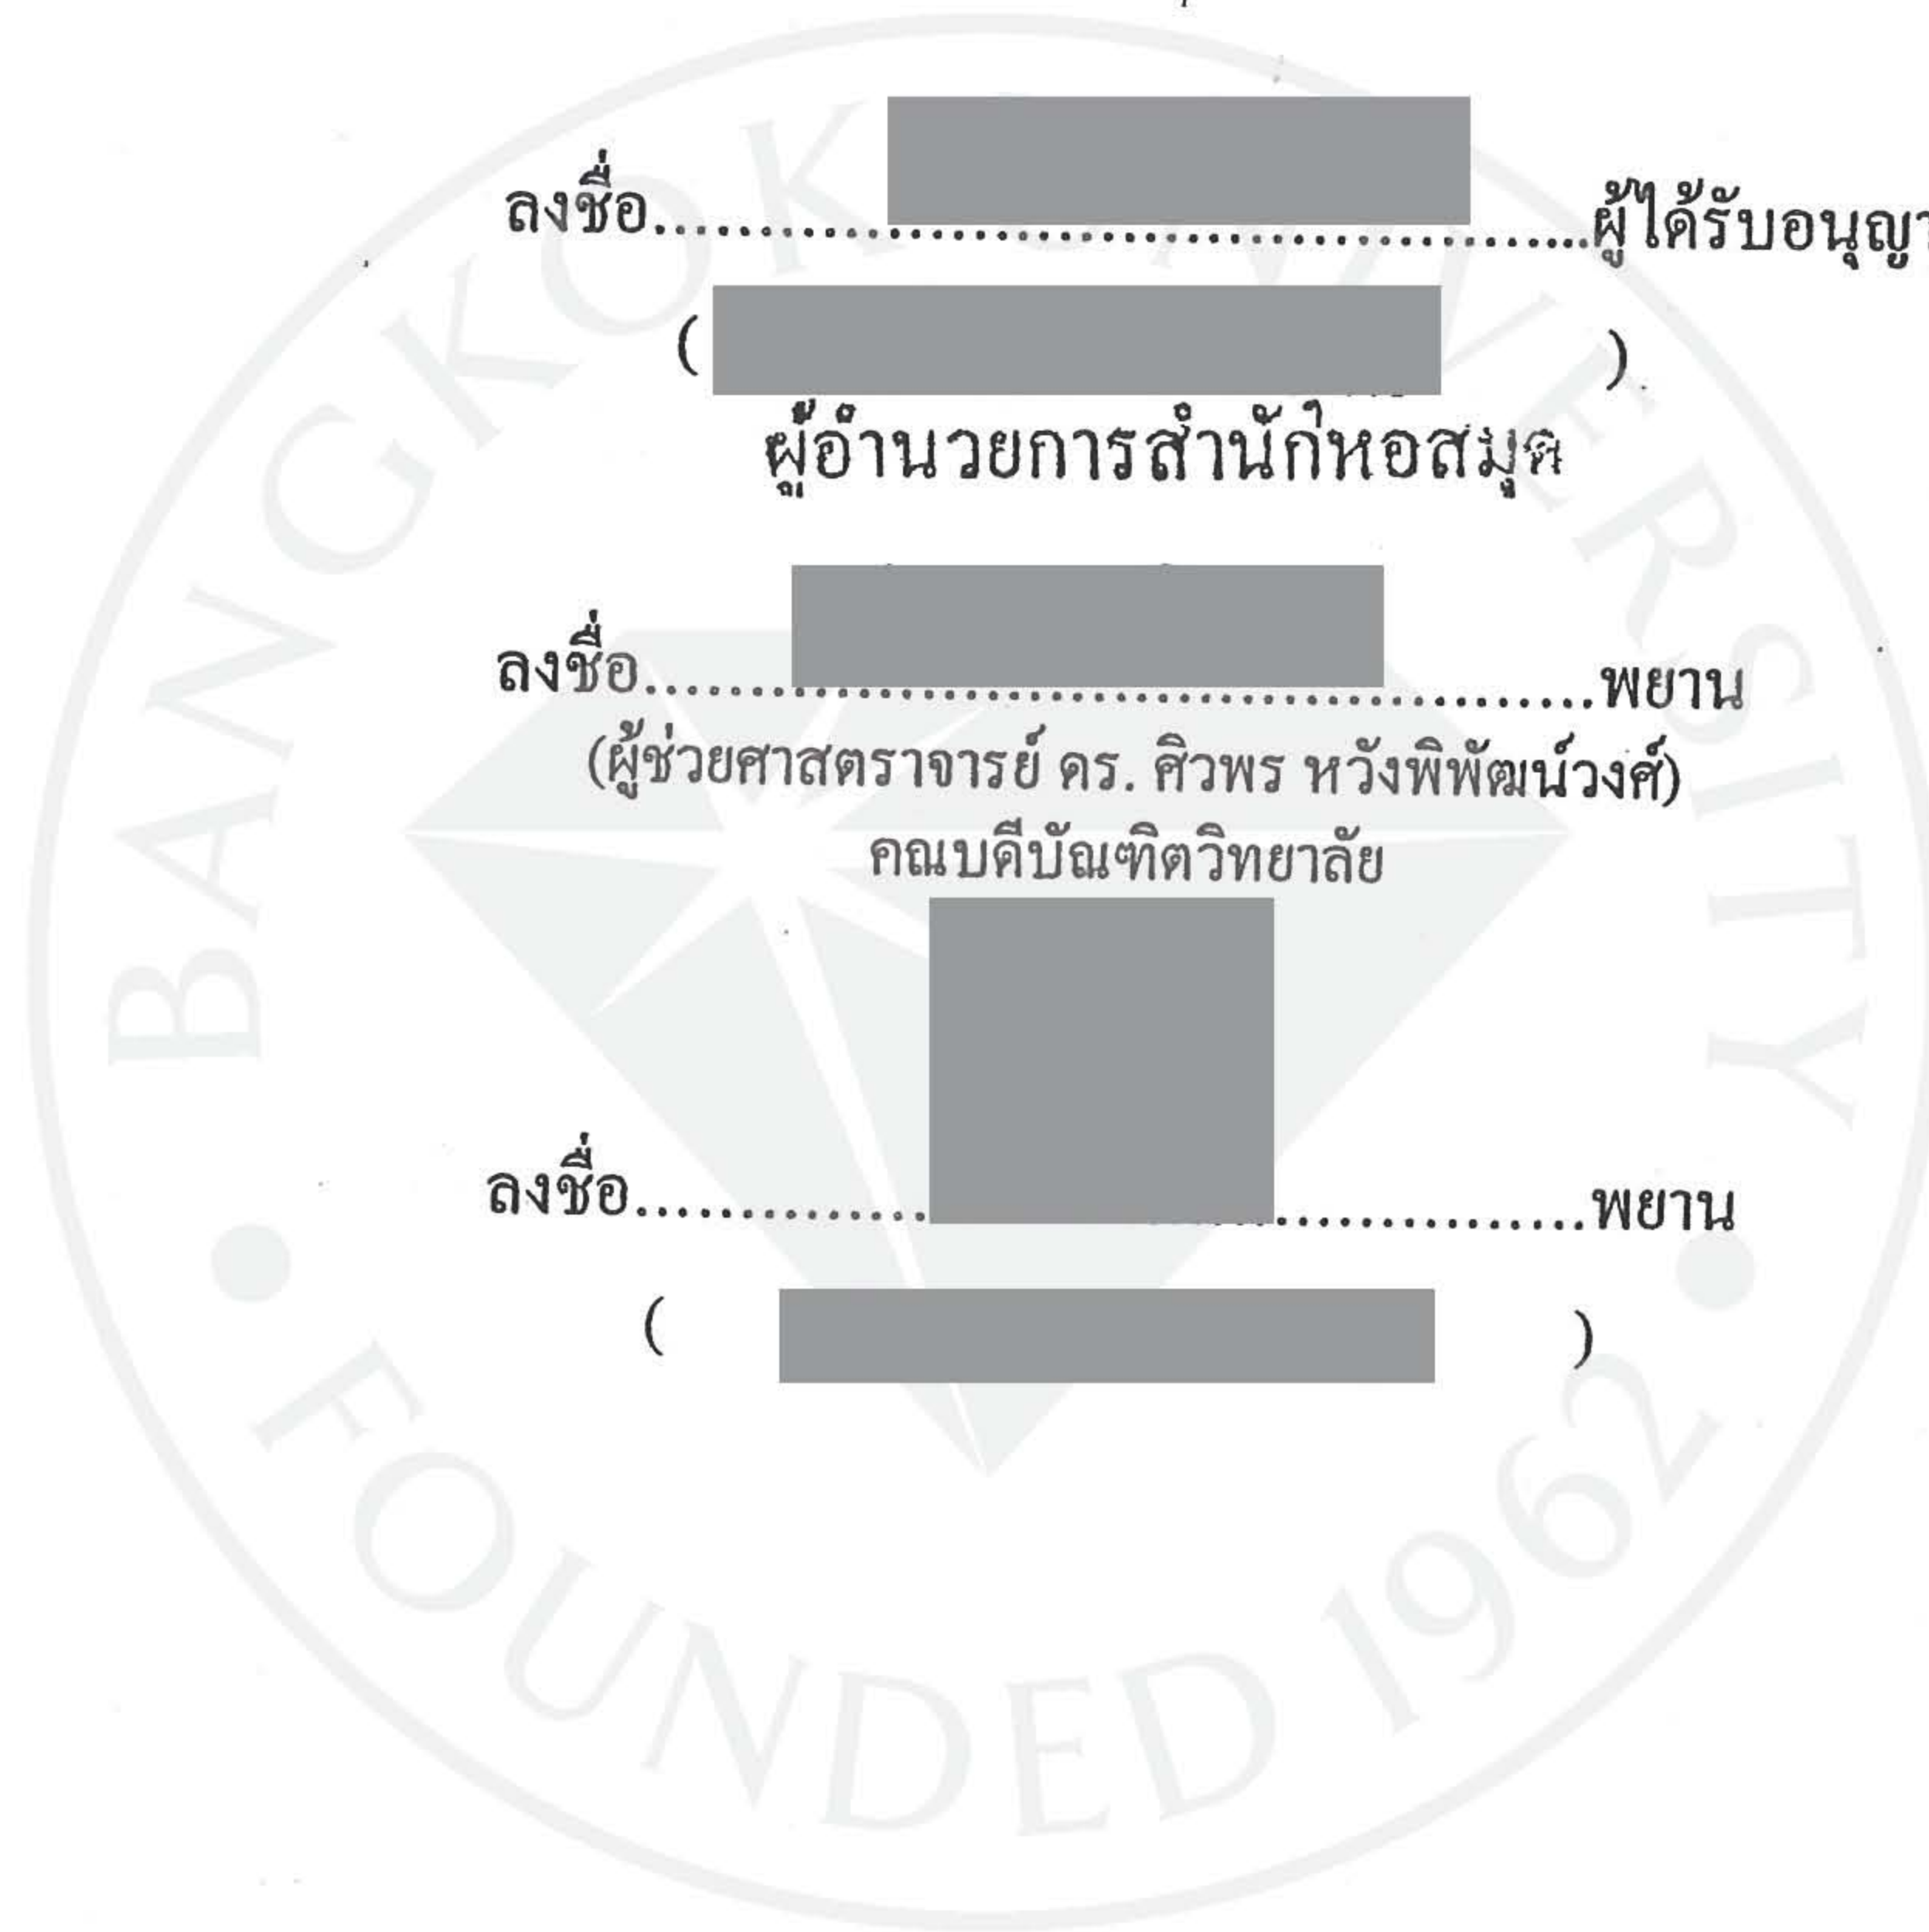 ลงชื่อ..........................................ผู้ได้รับอนุญา
( )
ผู้อำนวยการสำนักหอสมุด
ลงชื่อ..........................................พยาน
(ผู้ช่วยศาสตราจารย์ ดร. ศิวพร หวังพิพัฒน์วงศ์)
คณบดีบัณฑิตวิทยาลัย
ลงชื่อ..........................................พยาน
( )
BANGKOK UNIVERSITY
FOUNDED 1962